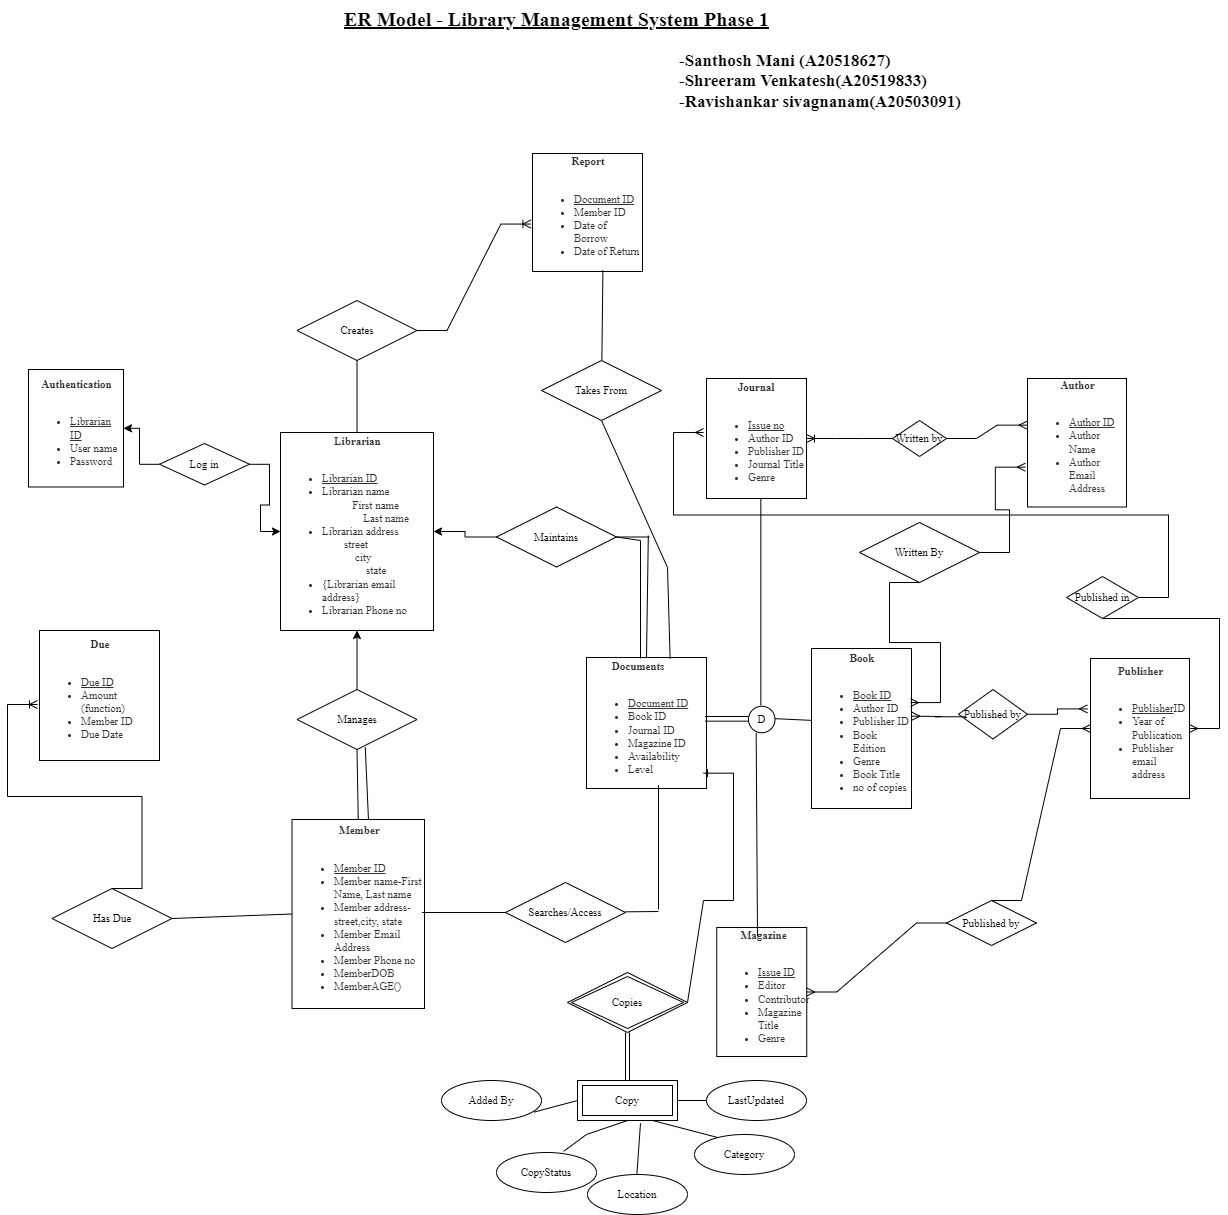 ER Model - Library Management System Phase 1
-Santhosh Mani (A20518627)
-Shreeram Venkatesh(A20519833)
-Ravishankar sivagnanam(A20503091)
Report
Document ID
Member ID
Date of
Borrow
Date of Return
Creates
Takes From
Authentication
Librarian
ID
User name
Password
Log in
Librarian
Librarian ID
Librarian name
First name
Last name
Librarian address
street
city
state
{Librarian email
address}
Librarian Phone no
Maintains
Journal
Issue no
Author ID
Publisher ID
Journal Title
Genre
Written by
Author
Author ID
Author
Name
Author
Email
Address
Written By
Published in
Due
Due ID
Amount
(function)
Member ID
Due Date
Manages
Documents
Document ID
Book ID
Journal ID
Magazine ID
Availability
Level
D
Book
Book ID
Author ID
Publisher ID
Book
Edition
Genre
Book Title
no of copies
Published by
Publisher
PublisherID
Year of
Publication
Publisher
email
address
Member
Member ID
Member name-First
Name, Last name
Member address-
street,city, state
Member Email
Address
Member Phone no
MemberDOB
MemberAGE()
Has Due
Searches/Access
Magazine
Issue ID
Editor
Contributor
Magazine
Title
Genre
Published by
Copies
Copy
Added By
LastUpdated
CopyStatus
Category
Location